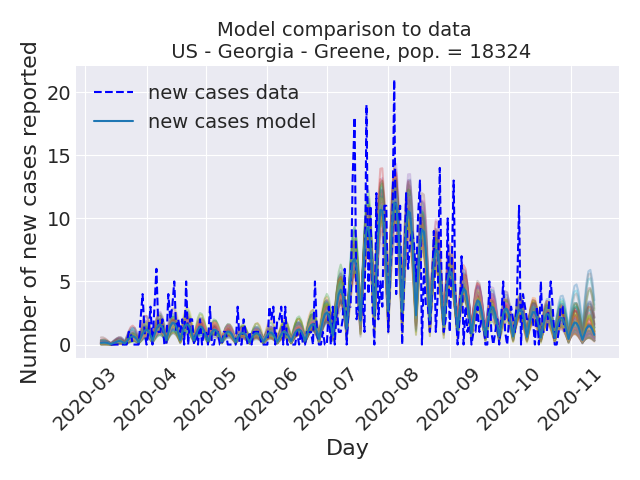 Model comparison to data
US - Georgia - Greene, pop. = 18324
Number of new cases reported
20
15
10
5
0
new cases data
new cases model
2020-03
2020-04
2020-05
2020-06
2020-07
2020-08
2020-09
2020-10
2020-11
Day